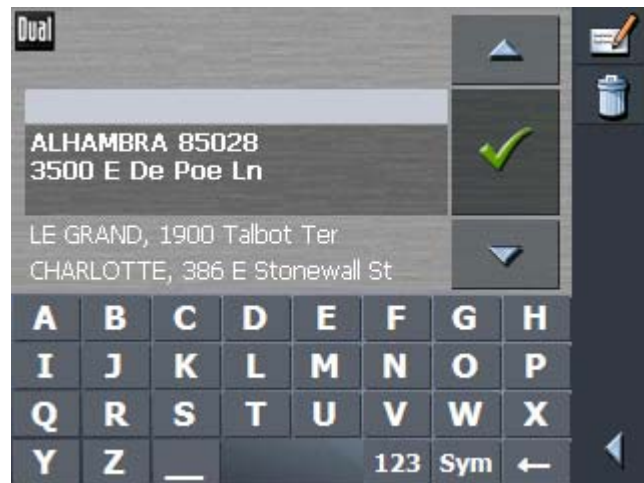 Dual
ALHAMBRA 85028
3500 E De Poe Ln
LE GRAND, 1900 Talbot Ter
CHARLOTTE, 386 E Stonewall St
A B C D E F G H
I J K L M N O P
Q R S T U V W X
Y Z _ 123 Sym ←